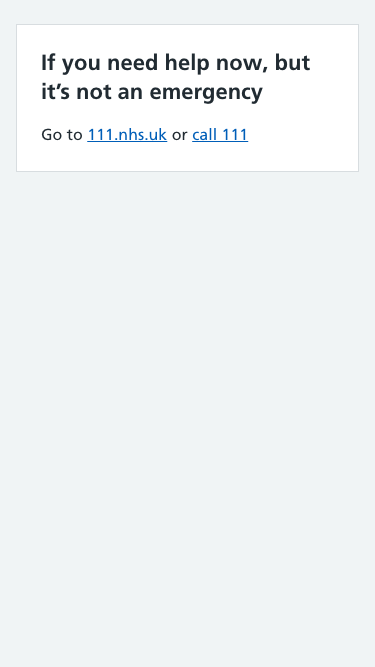 If you need help now, but
it’s not an emergency
Go to 111.nhs.uk or call 111